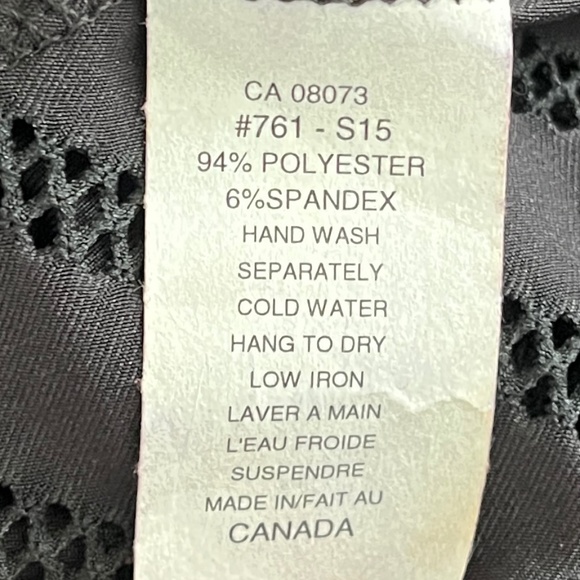 CA 08073
#761 - S15
94% POLYESTER
6%SPANDEX
HAND WASH
SEPARATELY
COLD WATER
HANG TO DRY
LOW IRON
LAVER A MAIN
L'EAU FROIDE
SUSPENDRE
MADE IN/FAIT AU
CANADA